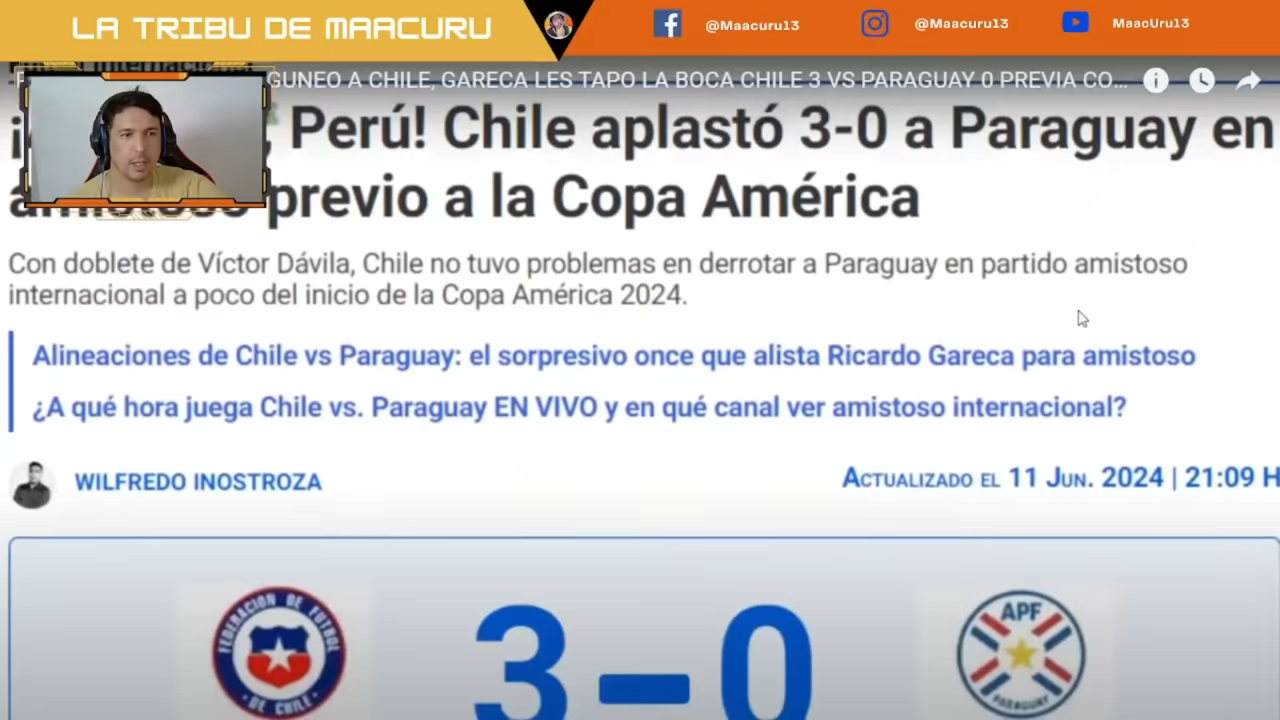 LA TRIBU DE MAACURU
@Maacuru13
@Maacuru13
MaacUru13
GUNEO A CHILE, GARECA LES TAPO LA BOCA CHILE 3 VS PARAGUAY 0 PREVIA CO...
, Perú! Chile aplastó 3-0 a Paraguay en
previo a la Copa América
Con doblete de Víctor Dávila, Chile no tuvo problemas en derrotar a Paraguay en partido amistoso
internacional a poco del inicio de la Copa América 2024.
Alineaciones de Chile vs Paraguay: el sorpresivo once que alista Ricardo Gareca para amistoso
¿A qué hora juega Chile vs. Paraguay EN VIVO y en qué canal ver amistoso internacional?
WILFREDO INOSTROZA
ACTUALIZADO EL 11 JUN. 2024 | 21:09 H
FEDERACION DE FUTBOL
DE CHILE
3-0
APF
PARAGUAY